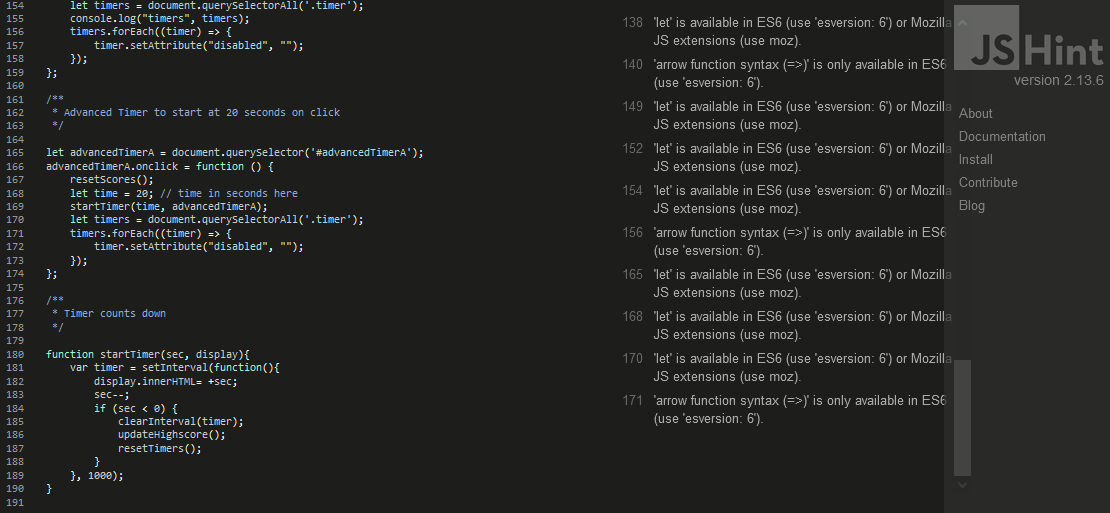 154 let timers = document.querySelectorAll('.timer');
155 console.log("timers", timers);
156 timers.forEach((timer) => {
157 timer.setAttribute("disabled", "");
158 });
159 };
160
161 /**
162 * Advanced Timer to start at 20 seconds on click
163 */
164
165 let advancedTimerA = document.querySelector('#advancedTimerA');
166 advancedTimerA.onclick = function () {
167 resetScores();
168 let time = 20; // time in seconds here
169 startTimer(time, advancedTimerA);
170 let timers = document.querySelectorAll('.timer');
171 timers.forEach((timer) => {
172 timer.setAttribute("disabled", "");
173 });
174 };
175
176 /**
177 * Timer counts down
178 */
179
180 function startTimer(sec, display){
181 var timer = setInterval(function(){
182 display.innerHTML= +sec;
183 sec--;
184 if (sec < 0) {
185 clearInterval(timer);
186 updateHighscore();
187 resetTimers();
188 }
189 }, 1000);
190 }
191
138 'let' is available in ES6 (use 'esversion: 6') or Mozilla
JS extensions (use moz).
140 'arrow function syntax (=>)' is only available in ES6
(use 'esversion: 6').
149 'let' is available in ES6 (use 'esversion: 6') or Mozilla
JS extensions (use moz).
152 'let' is available in ES6 (use 'esversion: 6') or Mozilla
JS extensions (use moz).
154 'let' is available in ES6 (use 'esversion: 6') or Mozilla
JS extensions (use moz).
156 'arrow function syntax (=>)' is only available in ES6
(use 'esversion: 6').
165 'let' is available in ES6 (use 'esversion: 6') or Mozilla
JS extensions (use moz).
168 'let' is available in ES6 (use 'esversion: 6') or Mozilla
JS extensions (use moz).
170 'let' is available in ES6 (use 'esversion: 6') or Mozilla
JS extensions (use moz).
171 'arrow function syntax (=>)' is only available in ES6
(use 'esversion: 6').
JSHint
version 2.13.6
About
Documentation
Install
Contribute
Blog